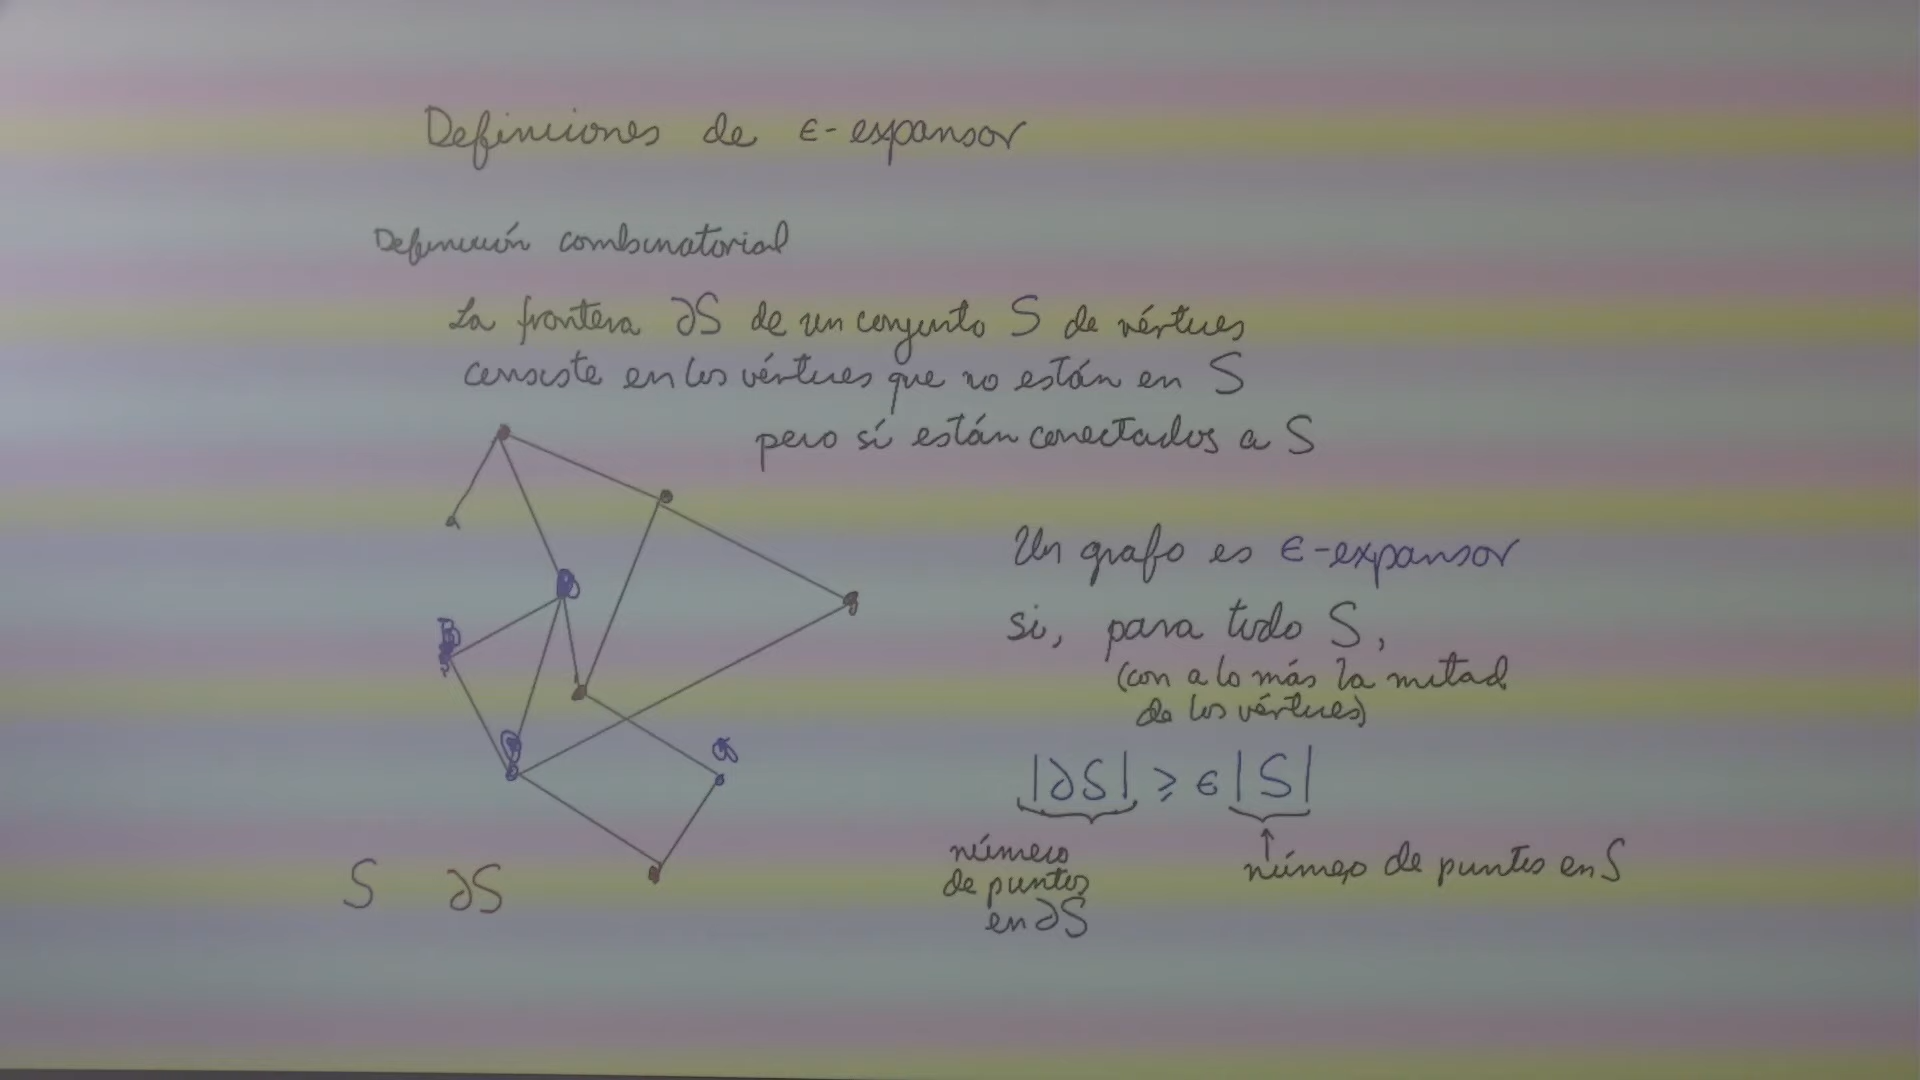 Definiciones de ϵ-expansor
Definición combinatorial
La frontera ∂S de un conjunto S de vértices
consiste en los vértices que no están en S
pero sí están conectados a S
Un grafo es ϵ-expansor
si, para todo S,
(con a lo más la mitad
de los vértices)
|∂S| ≥ ϵ|S|
número
de puntos
en ∂S
número de puntos en S
S ∂S